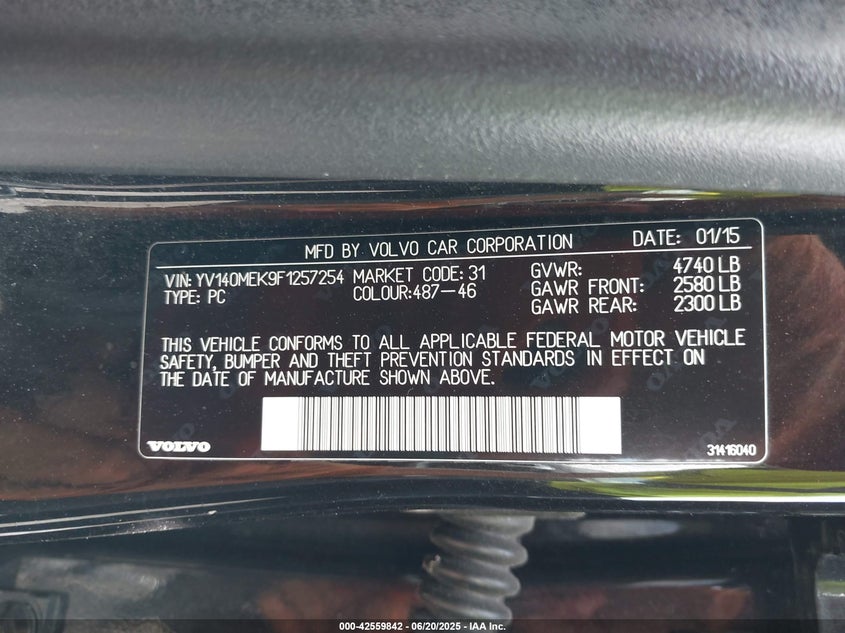 MFD BY VOLVO CAR CORPORATION DATE: 01/15
VIN: YV140MEK9F1257254 MARKET CODE: 31 GVWR: 4740 LB
TYPE: PC COLOUR:487-46 GAWR FRONT: 2580 LB
GAWR REAR: 2300 LB
THIS VEHICLE CONFORMS TO ALL APPLICABLE FEDERAL MOTOR VEHICLE
SAFETY, BUMPER AND THEFT PREVENTION STANDARDS IN EFFECT ON
THE DATE OF MANUFACTURE SHOWN ABOVE.
VOLVO 31416040
000-42559842 / 06/20/2025 - IAA Inc.